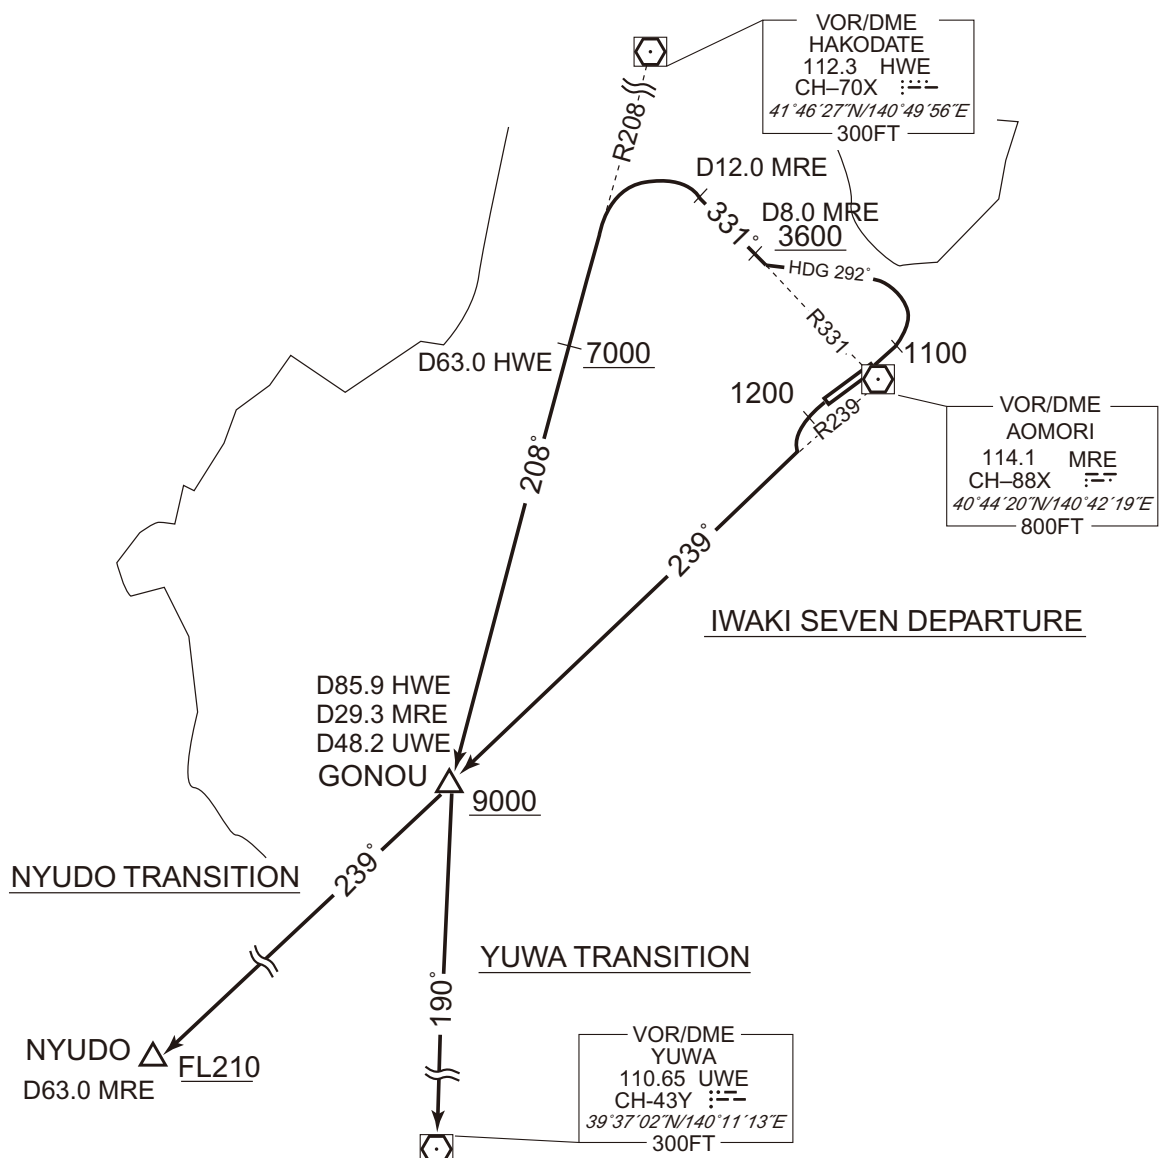 VOR/DME
HAKODATE
112.3 HWE
CH–70X
41°46′27″N/140°49′56″E
300FT
R208
D12.0 MRE
331°
D8.0 MRE
3600
HDG 292°
R331
1100
D63.0 HWE
7000
1200
R239
VOR/DME
AOMORI
114.1 MRE
CH–88X
40°44′20″N/140°42′19″E
800FT
208°
239°
IWAKI SEVEN DEPARTURE
D85.9 HWE
D29.3 MRE
D48.2 UWE
GONOU
9000
239°
NYUDO TRANSITION
YUWA TRANSITION
190°
NYUDO
FL210
D63.0 MRE
VOR/DME
YUWA
110.65 UWE
CH-43Y
39°37′02″N/140°11′13″E
300FT